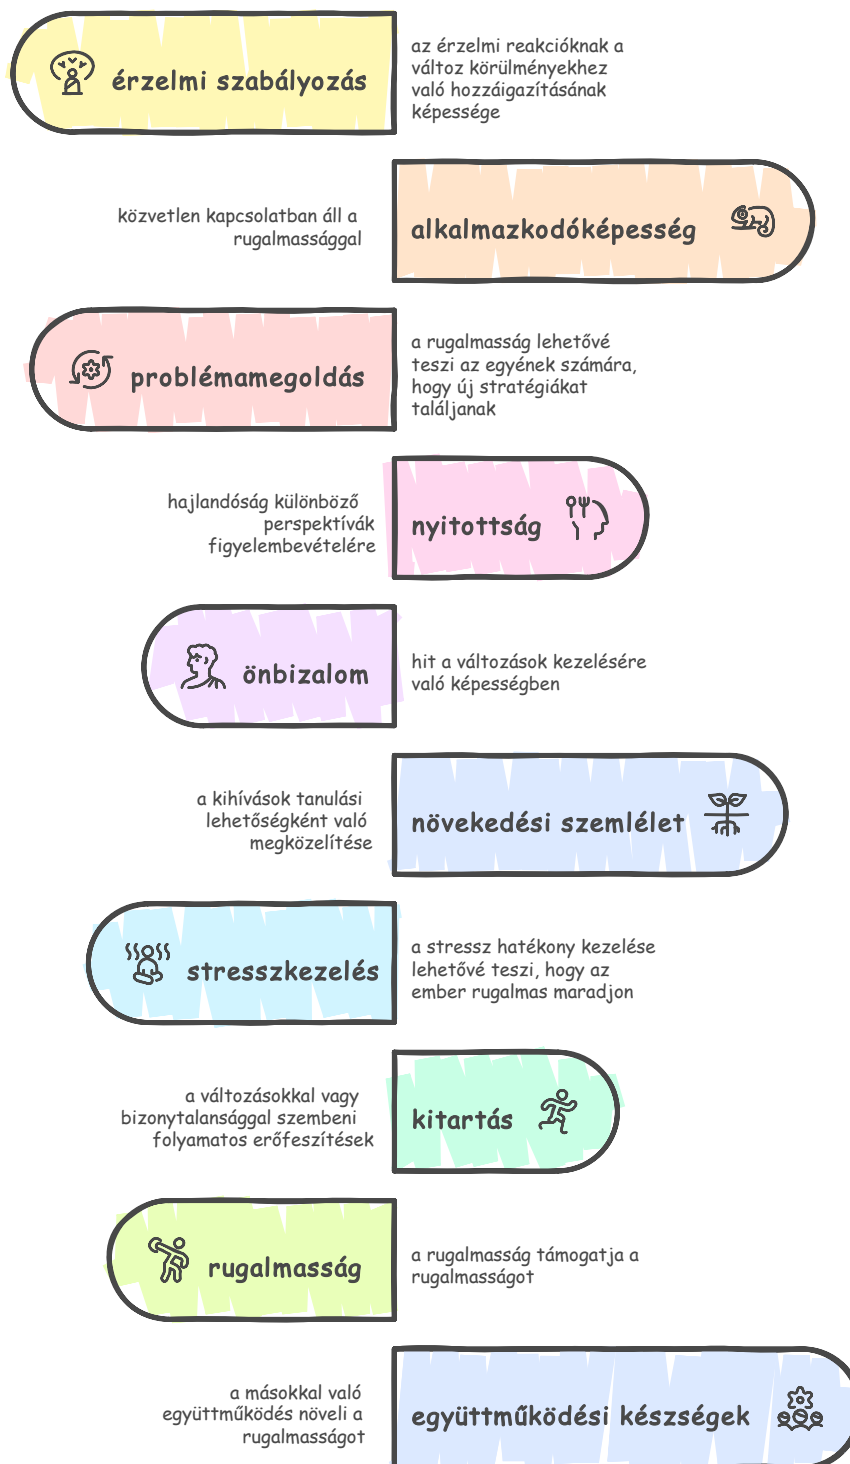 érzelmi szabályozás
az érzelmi reakcióknak a
változ körülményekhez
való hozzáigazításának
képessége
közvetlen kapcsolatban áll a
rugalmassággal
alkalmazkodóképesség
problémamegoldás
a rugalmasság lehetővé
teszi az egyének számára,
hogy új stratégiákat
találjanak
hajlandóság különböző
perspektívák
figyelembevételére
nyitottság
önbizalom
hit a változások kezelésére
való képességben
a kihívások tanulási
lehetőségként való
megközelítése
növekedési szemlélet
stresszkezelés
a stressz hatékony kezelése
lehetővé teszi, hogy az
ember rugalmas maradjon
a változásokkal vagy
bizonytalansággal szembeni
folyamatos erőfeszítések
kitartás
rugalmasság
a rugalmasság támogatja a
rugalmasságot
a másokkal való
együttműködés növeli a
rugalmasságot
együttműködési készségek